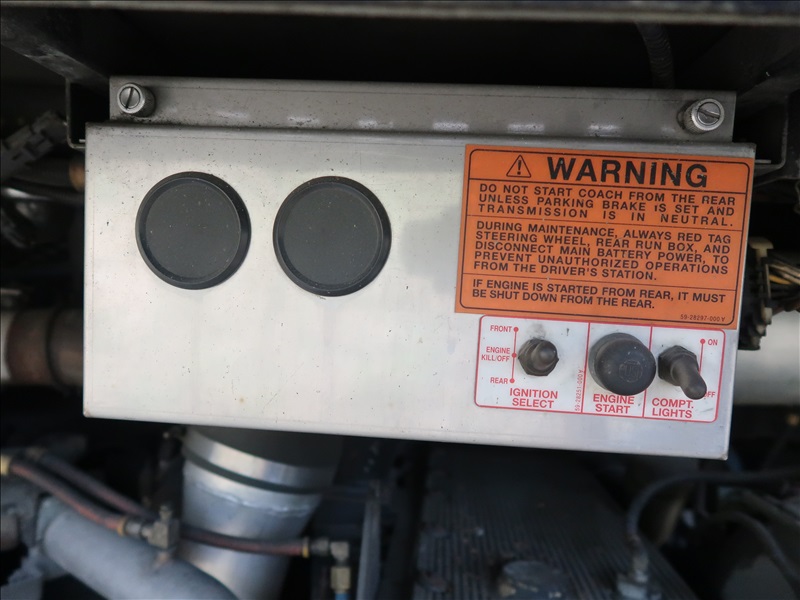 WARNING
DO NOT START COACH FROM THE REAR
UNLESS PARKING BRAKE IS SET AND
TRANSMISSION IS IN NEUTRAL.
DURING MAINTENANCE, ALWAYS RED TAG
STEERING WHEEL, REAR RUN BOX, AND
DISCONNECT MAIN BATTERY POWER, TO
PREVENT UNAUTHORIZED OPERATIONS
FROM THE DRIVER'S STATION.
IF ENGINE IS STARTED FROM REAR, IT MUST
BE SHUT DOWN FROM THE REAR.
FRONT
ENGINE
KILL/OFF
REAR
IGNITION
SELECT
ENGINE
START
ON
OFF
COMPT.
LIGHTS